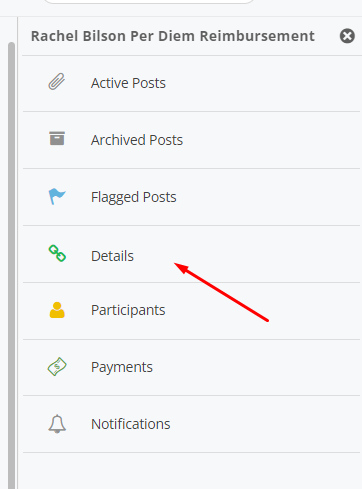 Rachel Bilson Per Diem Reimbursement
Active Posts
Archived Posts
Flagged Posts
Details
Participants
Payments
Notifications